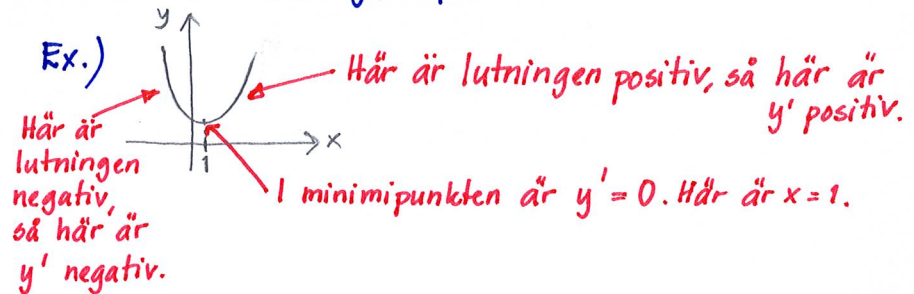 y
Ex.)
Här är lutningen positiv, så här är
y' positiv.
Här är
lutningen
negativ,
så här är
y' negativ.
x
1
I minimipunkten är y' = 0. Här är x = 1.